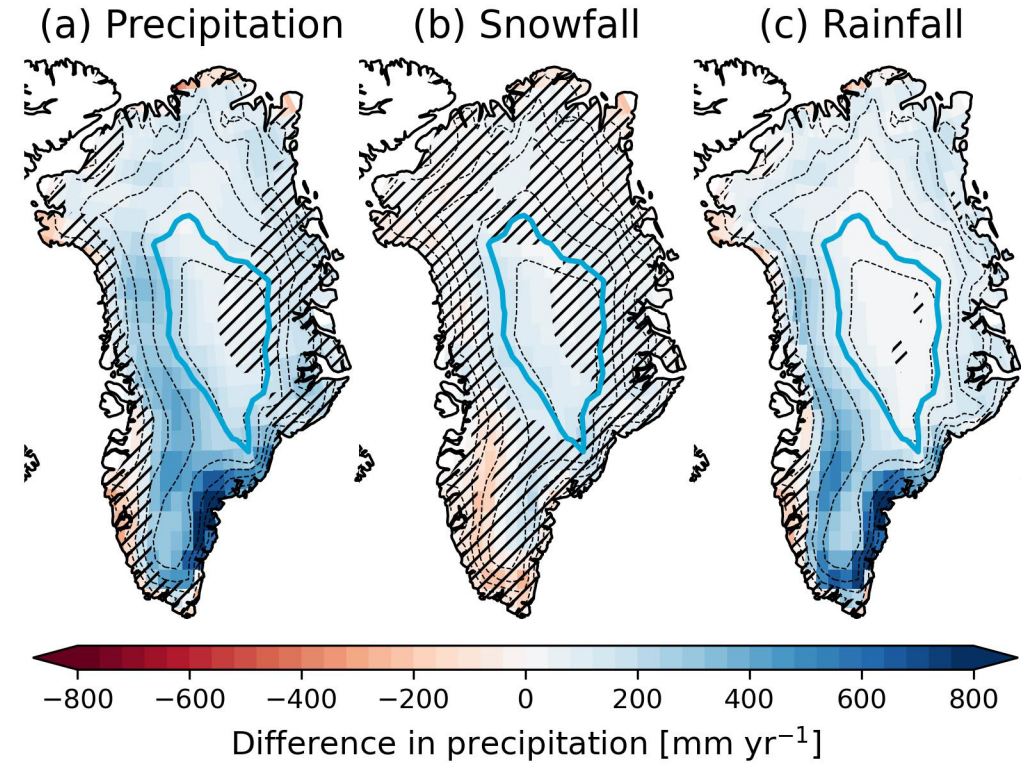 (a) Precipitation (b) Snowfall (c) Rainfall
−800 −600 −400 −200 0 200 400 600 800
Difference in precipitation [mm yr⁻¹]